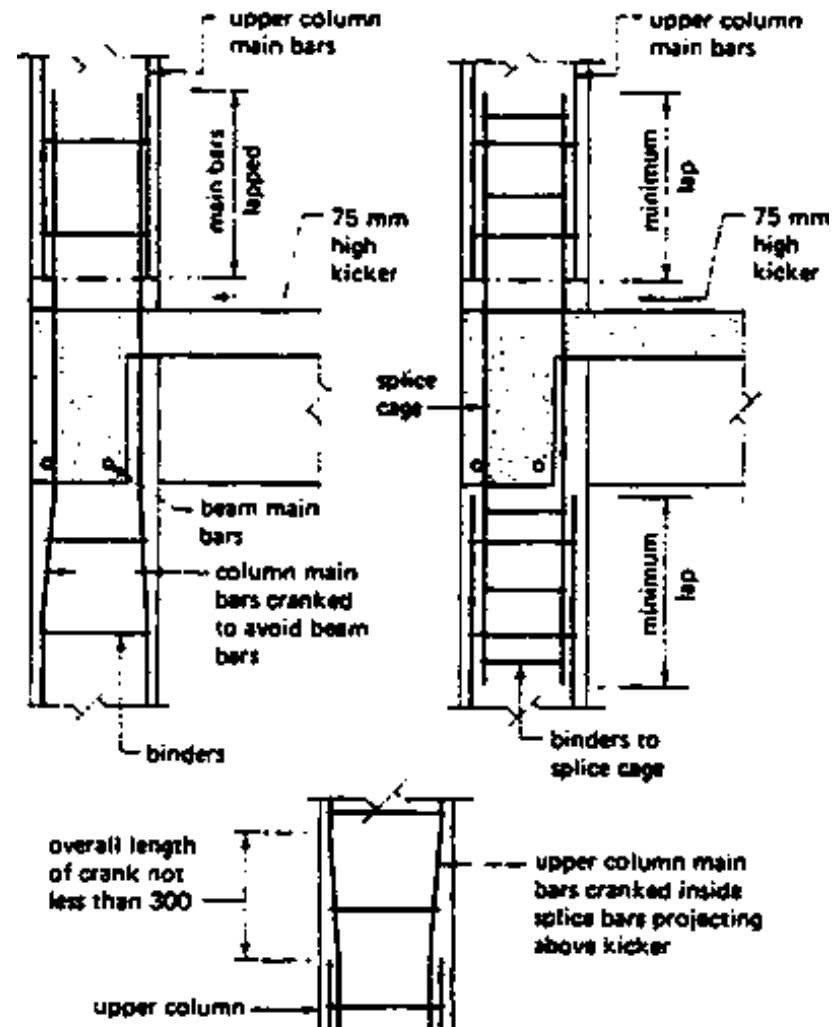 upper column
main bars
main bars
lapped
75 mm
high
kicker
beam main
bars
column main
bars cranked
to avoid beam
bars
binders
upper column
main bars
minimum
lap
75 mm
high
kicker
splice
cage
minimum
lap
binders to
splice cage
overall length
of crank not
less than 300
upper column main
bars cranked inside
splice bars projecting
above kicker
upper column